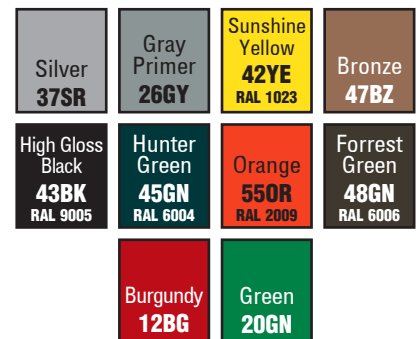 Silver
37SR
Gray
Primer
26GY
Sunshine
Yellow
42YE
RAL 1023
Bronze
47BZ
High Gloss
Black
43BK
RAL 9005
Hunter
Green
45GN
RAL 6004
Orange
55OR
RAL 2009
Forrest
Green
48GN
RAL 6006
Burgundy
12BG
Green
20GN